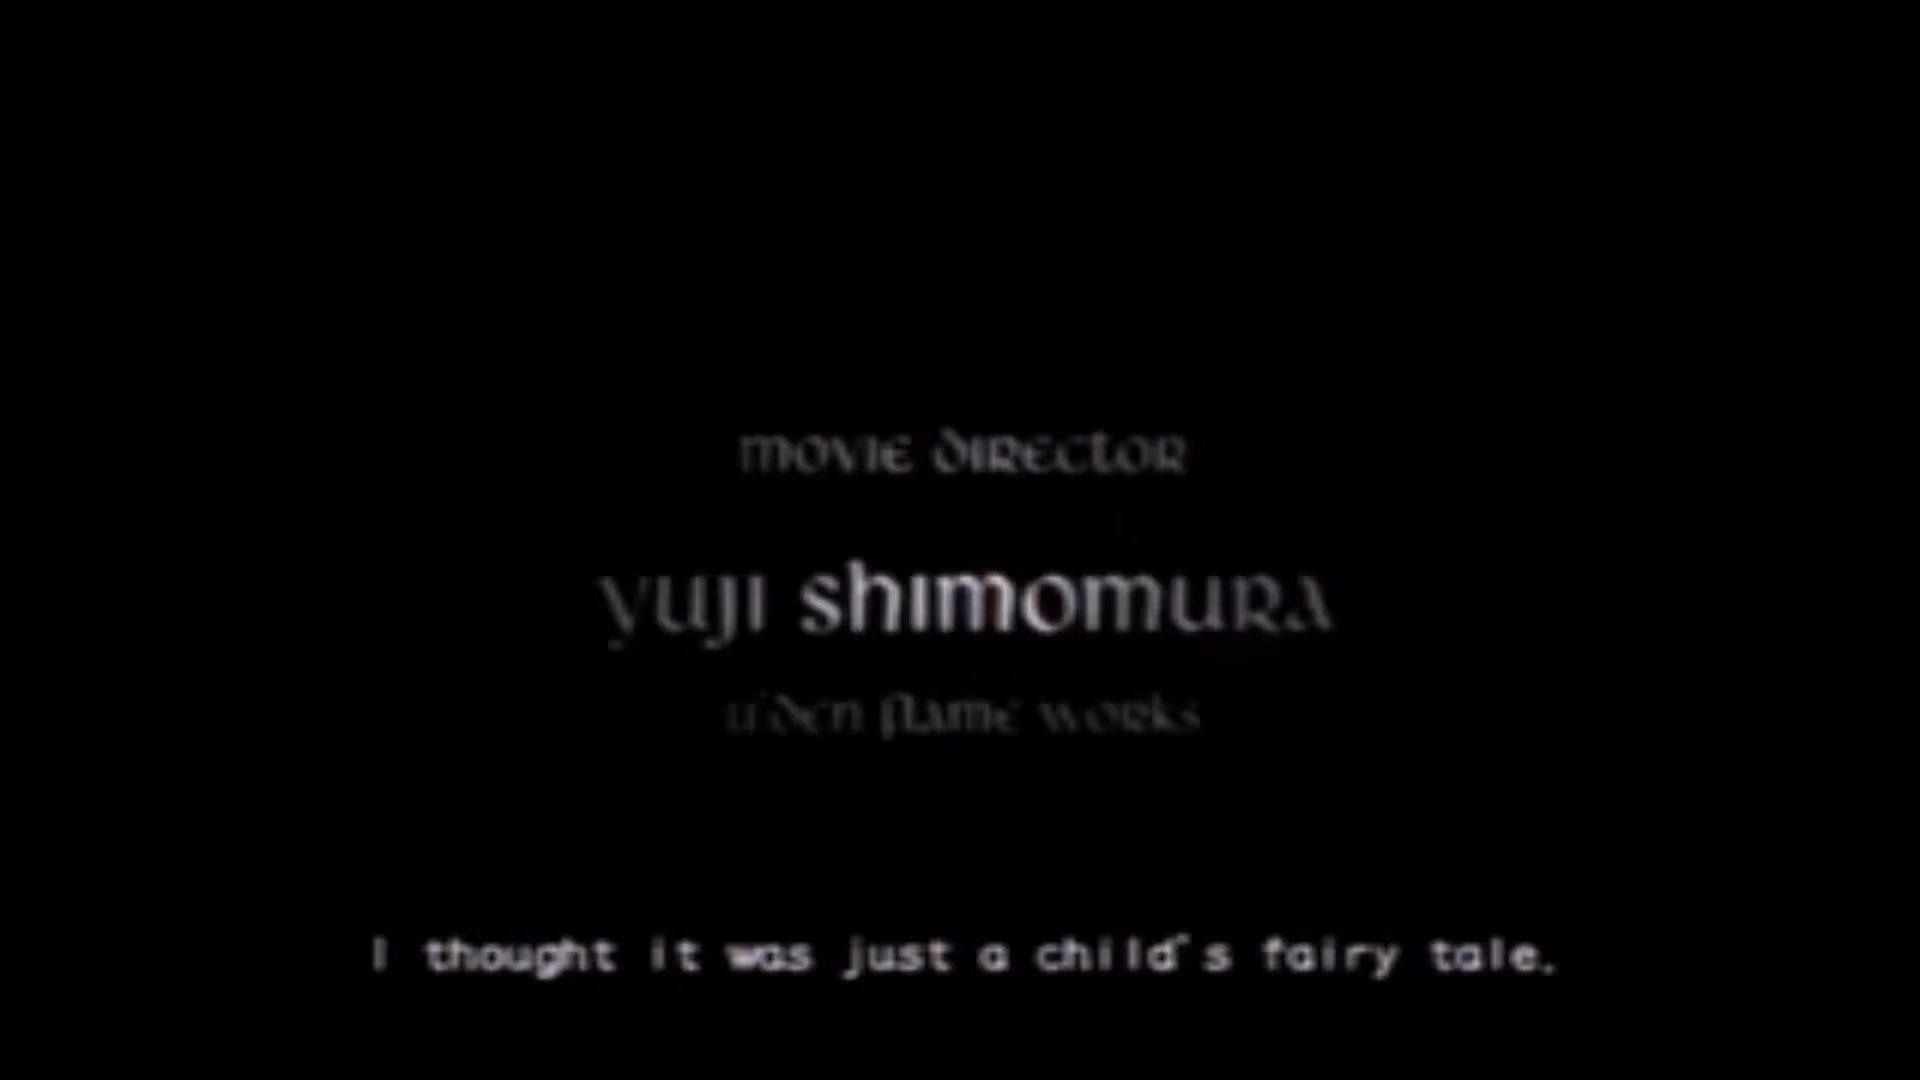 movie director
yuji shimomura
u'den flame works
I thought it was just a child's fairy tale.